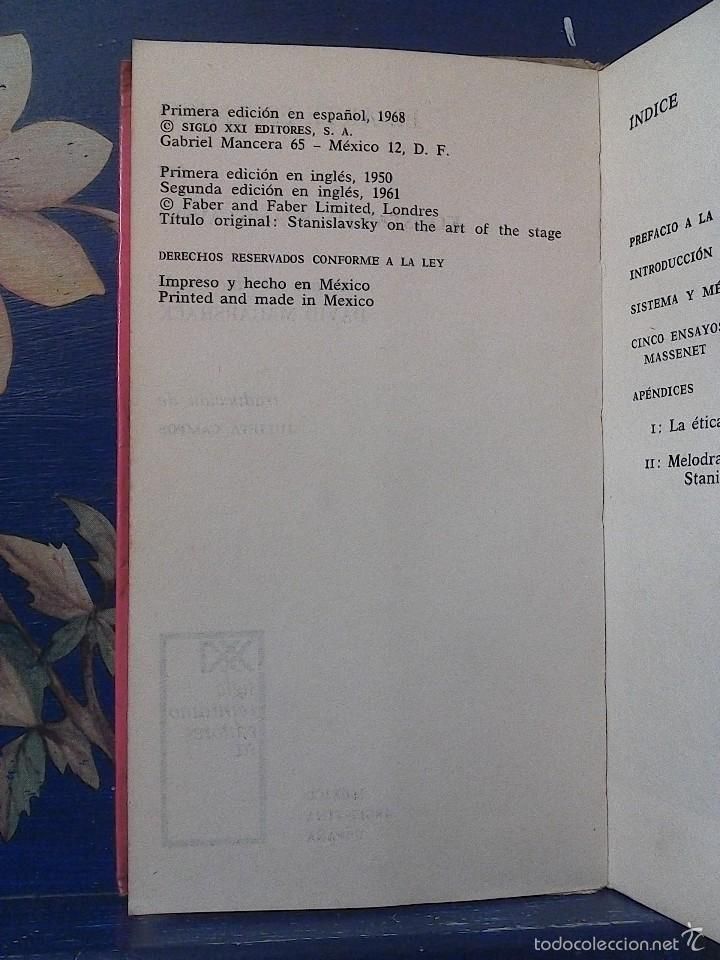 Primera edición en español, 1968
© SIGLO XXI EDITORES, S. A.
Gabriel Mancera 65 – México 12, D. F.
Primera edición en inglés, 1950
Segunda edición en inglés, 1961
© Faber and Faber Limited, Londres
Título original: Stanislavsky on the art of the stage
DERECHOS RESERVADOS CONFORME A LA LEY
Impreso y hecho en México
Printed and made in Mexico
INDICE
PREFACIO A LA
INTRODUCCIÓN
SISTEMA Y MÉ
CINCO ENSAYOS
MASSENET
APÉNDICES
I: La ética
II: Melodra
Stani
todocoleccion.net